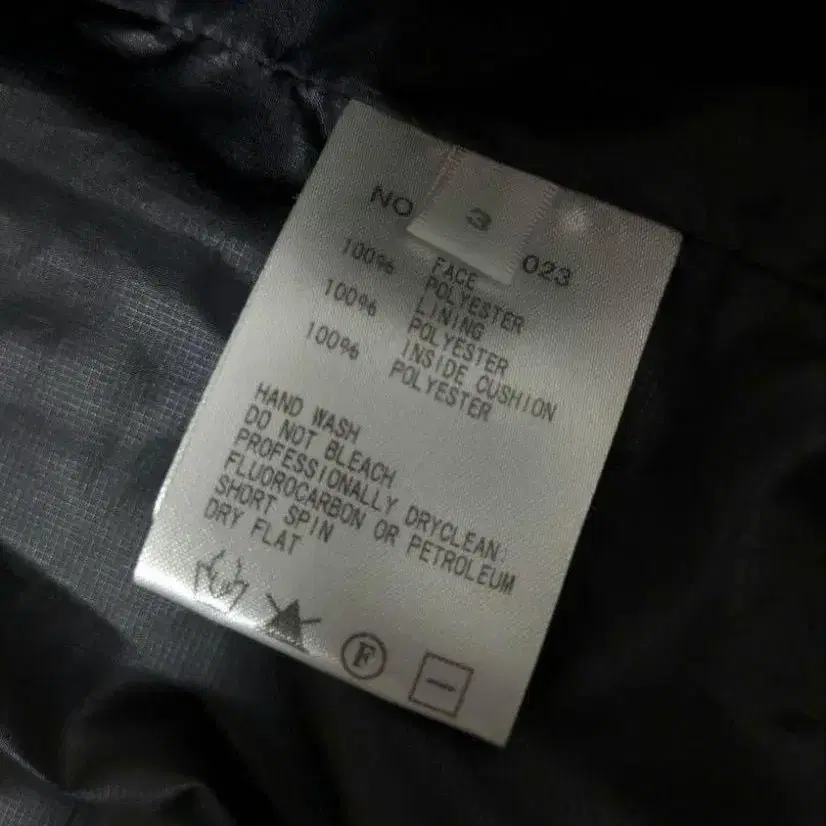 NO 3 023
100% FACE
POLYESTER
100% LINING
POLYESTER
100% INSIDE CUSHION
POLYESTER
HAND WASH
DO NOT BLEACH
PROFESSIONALLY DRYCLEAN:
FLUOROCARBON OR PETROLEUM
SHORT SPIN
DRY FLAT
F